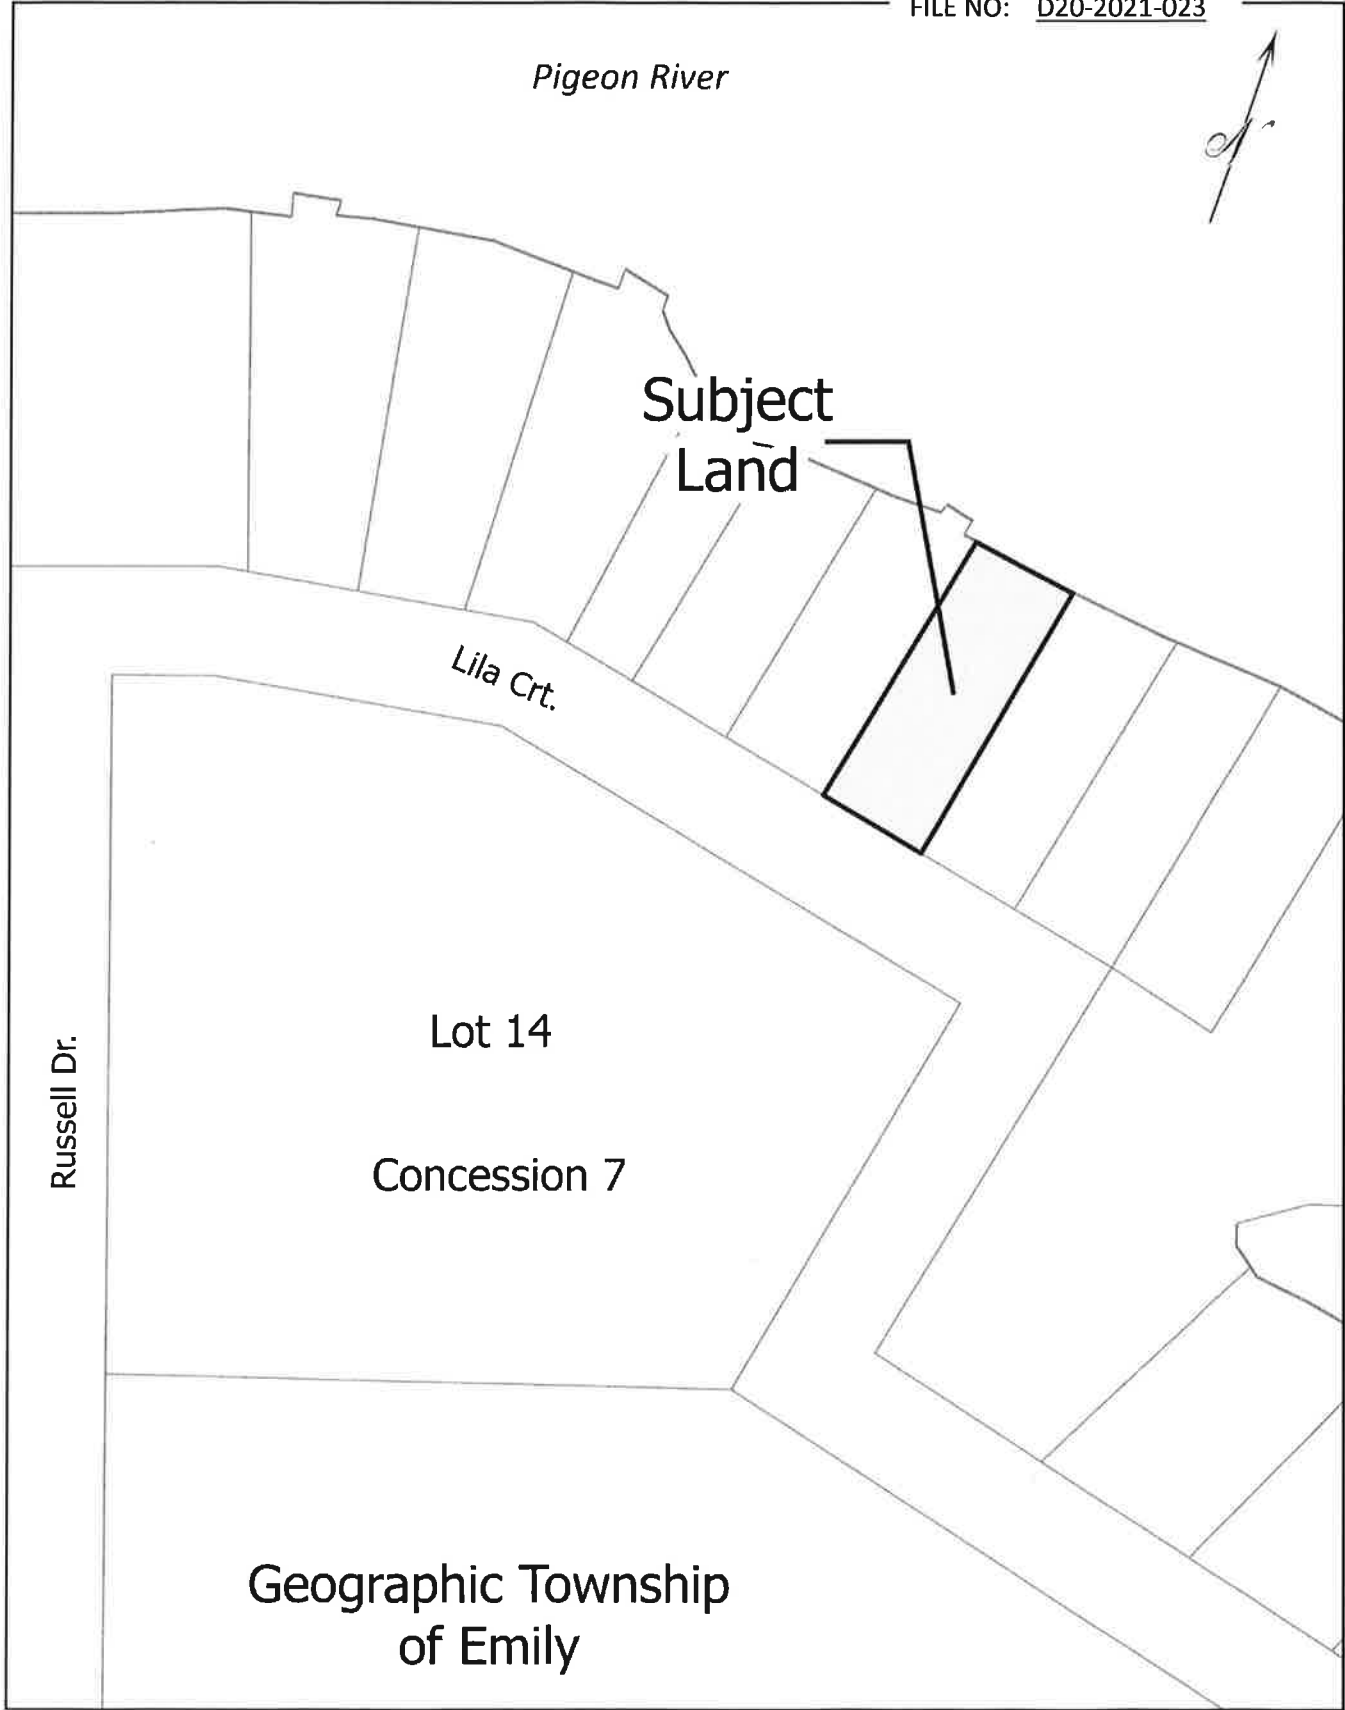 FILE NO: D20-2021-023
Pigeon River
Subject
Land
Lila Crt.
Lot 14
Russell Dr.
Concession 7
Geographic Township
of Emily